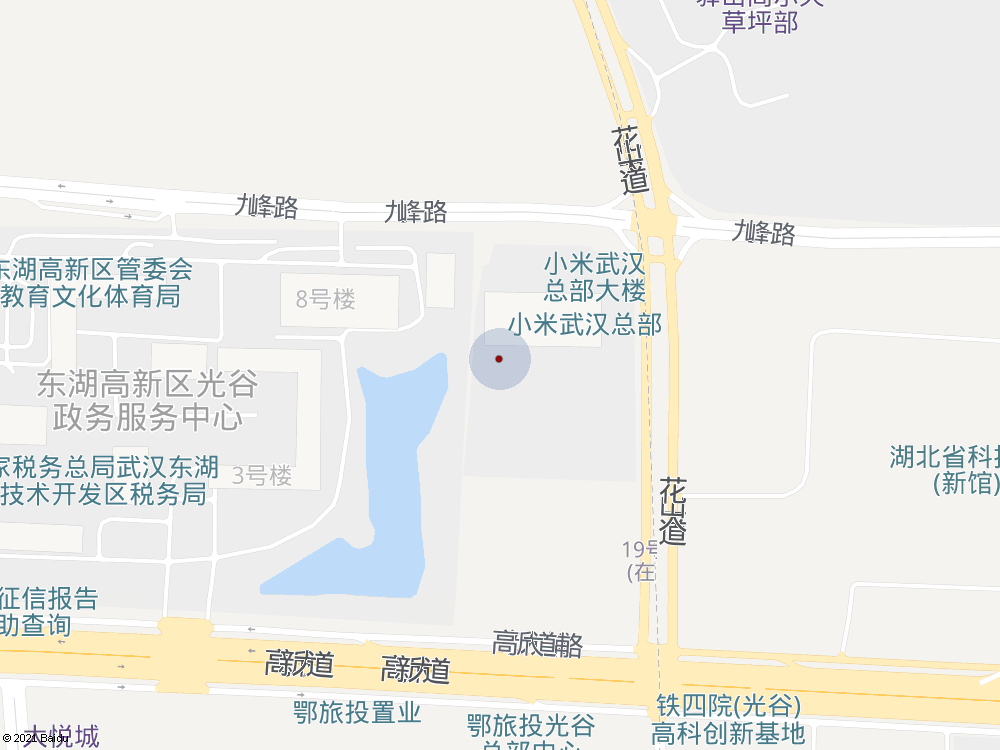 草坪部
花山大道
九峰路
九峰路
九峰路
小米武汉
总部大楼
小米武汉总部
东湖高新区管委会
教育文化体育局
8号楼
东湖高新区光谷
政务服务中心
湖北省科技
(新馆)
家税务总局武汉东湖
技术开发区税务局
3号楼
花山大道
19号
(在
征信报告
助查询
高新大道辅路
高新大道
高新大道
鄂旅投置业
鄂旅投光谷
总部中心
铁四院(光谷)
高科创新基地
大悦城
© 2021 Baidu